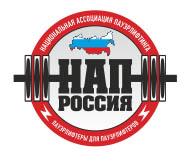 НАЦИОНАЛЬНАЯ АССОЦИАЦИЯ ПАУЭРЛИФТИНГА
НАП
РОССИЯ
ПАУЭРЛИФТЕРЫ ДЛЯ ПАУЭРЛИФТЕРОВ